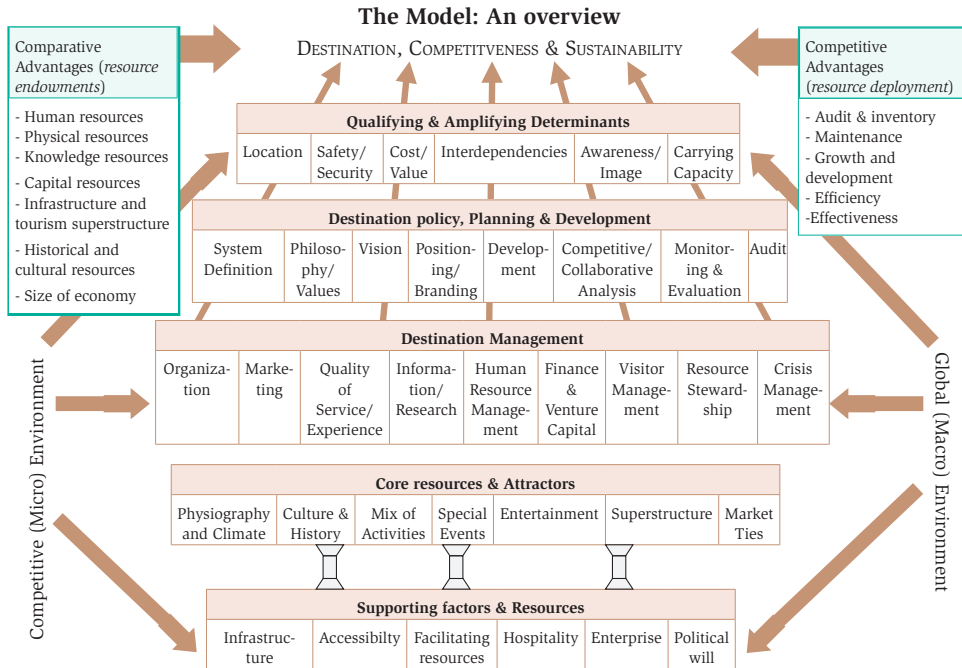 The Model: An overview
DESTINATION, COMPETITVENESS & SUSTAINABILITY
Comparative
Advantages (resource
endowments)
- Human resources
- Physical resources
- Knowledge resources
- Capital resources
- Infrastructure and
tourism superstructure
- Historical and
cultural resources
- Size of economy
Competitive
Advantages
(resource deployment)
- Audit & inventory
- Maintenance
- Growth and
development
- Efficiency
-Effectiveness
Qualifying & Amplifying Determinants
Location
Safety/
Security
Cost/
Value
Interdependencies
Awareness/
Image
Carrying
Capacity
Destination policy, Planning & Development
System
Definition
Philoso-
phy/
Values
Vision
Position-
ing/
Branding
Develop-
ment
Competitive/
Collaborative
Analysis
Monitor-
ing &
Evaluation
Audit
Destination Management
Organiza-
tion
Marke-
ting
Quality
of
Service/
Experience
Informa-
tion/
Research
Human
Resource
Manage-
ment
Finance
&
Venture
Capital
Visitor
Manage-
ment
Resource
Steward-
ship
Crisis
Manage-
ment
Competitive (Micro) Environment
Global (Macro) Environment
Core resources & Attractors
Physiography
and Climate
Culture &
History
Mix of
Activities
Special
Events
Entertainment
Superstructure
Market
Ties
Supporting factors & Resources
Infrastruc-
ture
Accessibilty
Facilitating
resources
Hospitality
Enterprise
Political
will